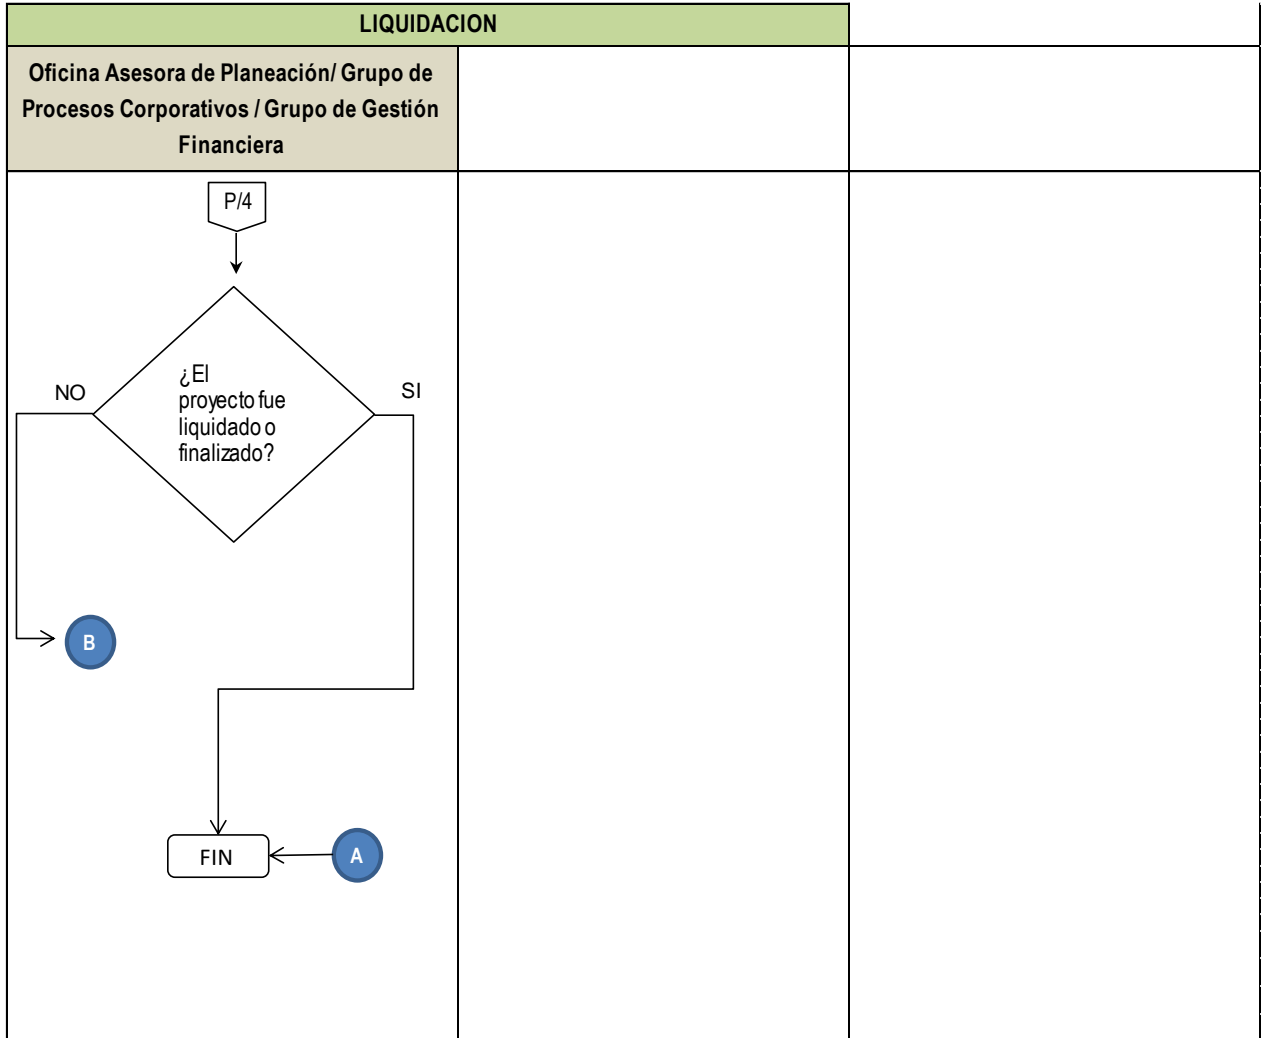 LIQUIDACION
Oficina Asesora de Planeación/ Grupo de
Procesos Corporativos / Grupo de Gestión
Financiera
P/4
¿El
proyecto fue
liquidado o
finalizado?
NO
SI
B
FIN
A